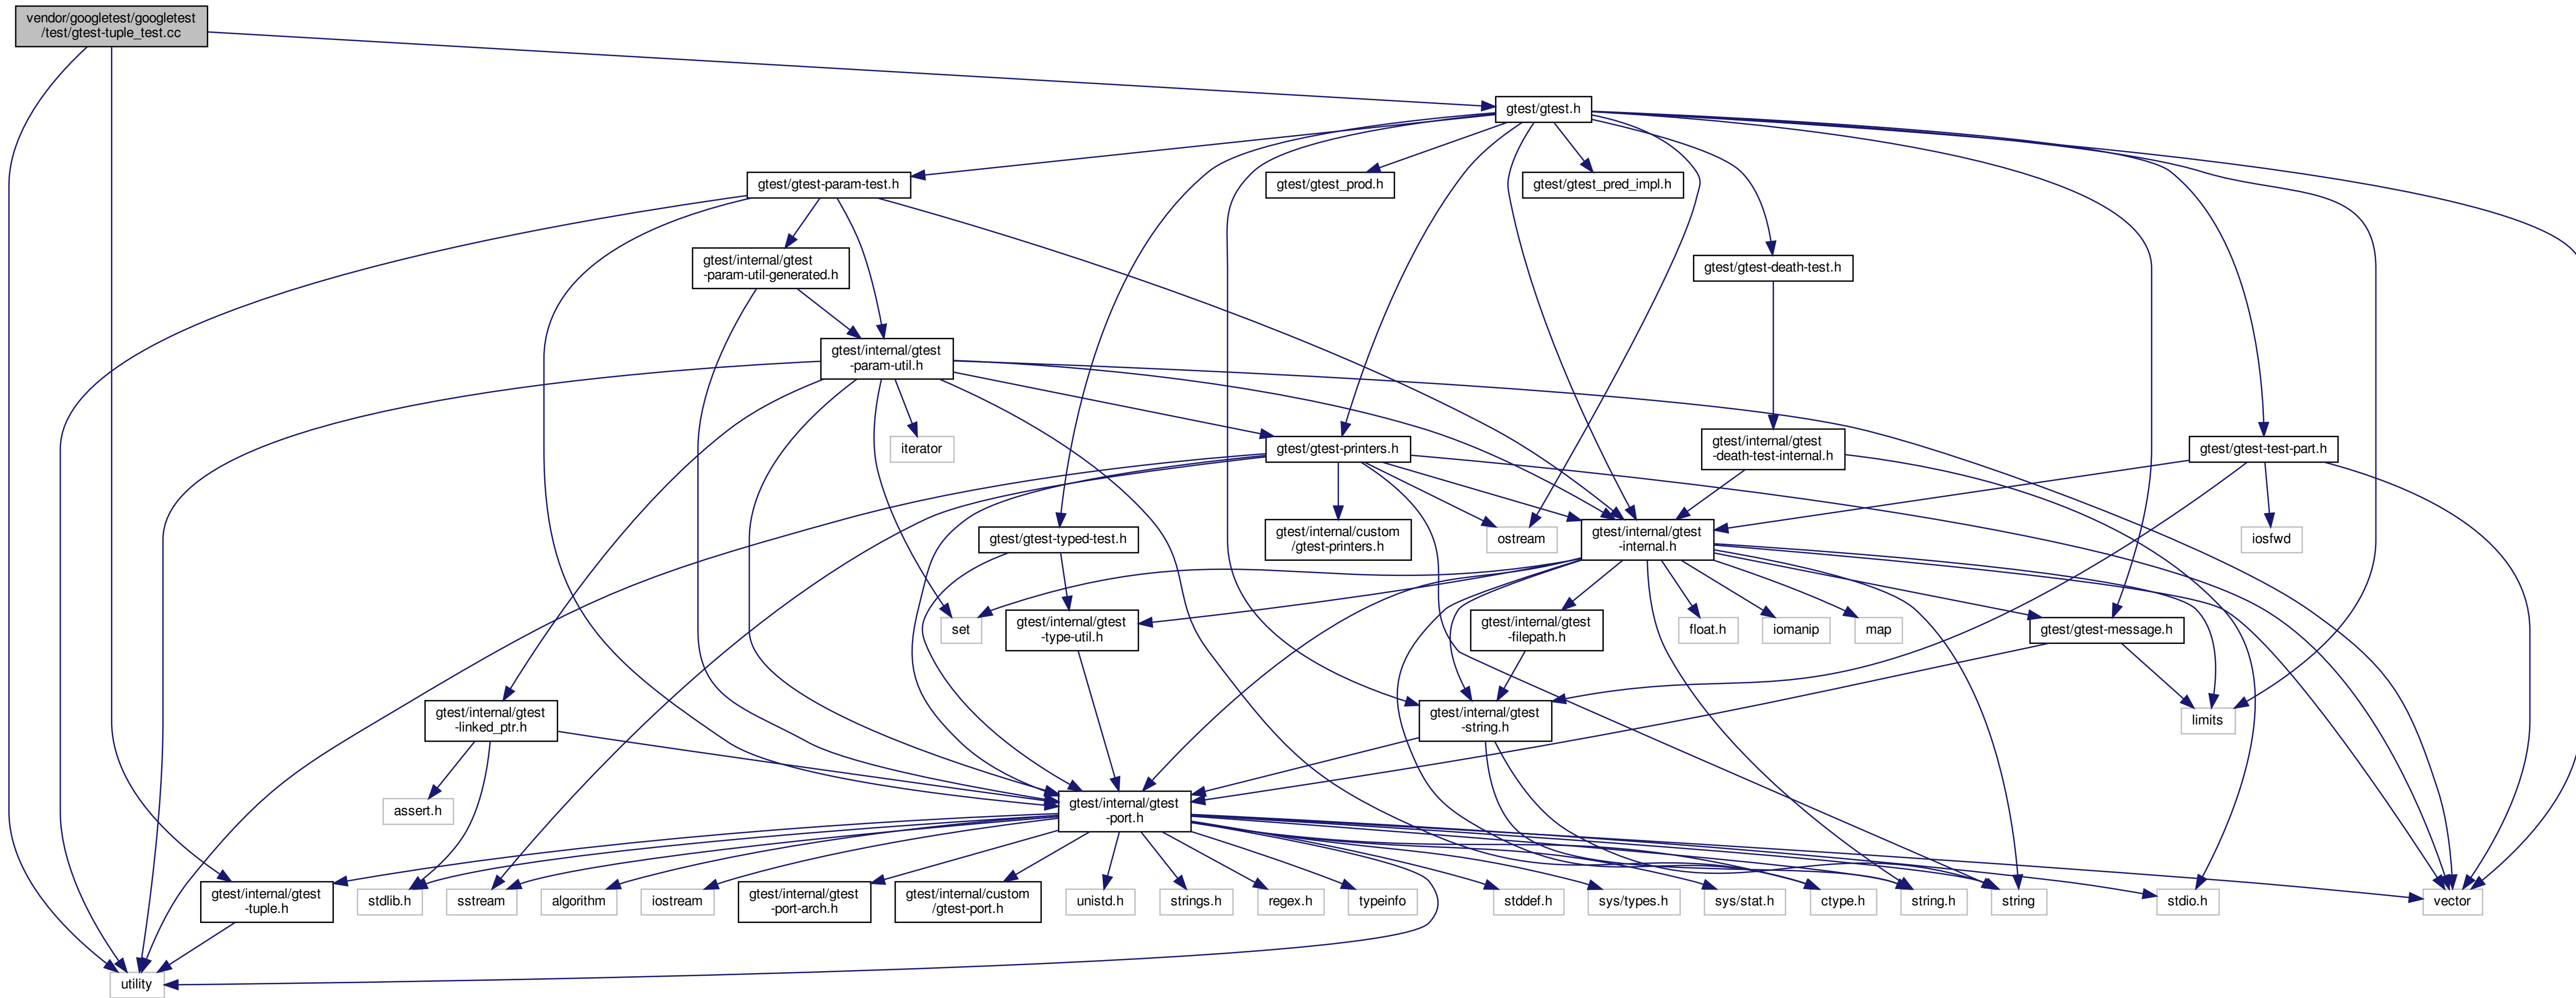 vendor/googletest/googletest
/test/gtest-tuple_test.cc
gtest/gtest.h
gtest/gtest-param-test.h
gtest/gtest_prod.h
gtest/gtest_pred_impl.h
gtest/internal/gtest
-param-util-generated.h
gtest/gtest-death-test.h
gtest/internal/gtest
-param-util.h
iterator
gtest/gtest-printers.h
gtest/internal/gtest
-death-test-internal.h
gtest/gtest-test-part.h
gtest/gtest-typed-test.h
gtest/internal/custom
/gtest-printers.h
ostream
gtest/internal/gtest
-internal.h
iosfwd
set
gtest/internal/gtest
-type-util.h
gtest/internal/gtest
-filepath.h
float.h
iomanip
map
gtest/gtest-message.h
gtest/internal/gtest
-linked_ptr.h
gtest/internal/gtest
-string.h
limits
assert.h
gtest/internal/gtest
-port.h
gtest/internal/gtest
-tuple.h
stdlib.h
sstream
algorithm
iostream
gtest/internal/gtest
-port-arch.h
gtest/internal/custom
/gtest-port.h
unistd.h
strings.h
regex.h
typeinfo
stddef.h
sys/types.h
sys/stat.h
ctype.h
string.h
string
stdio.h
vector
utility